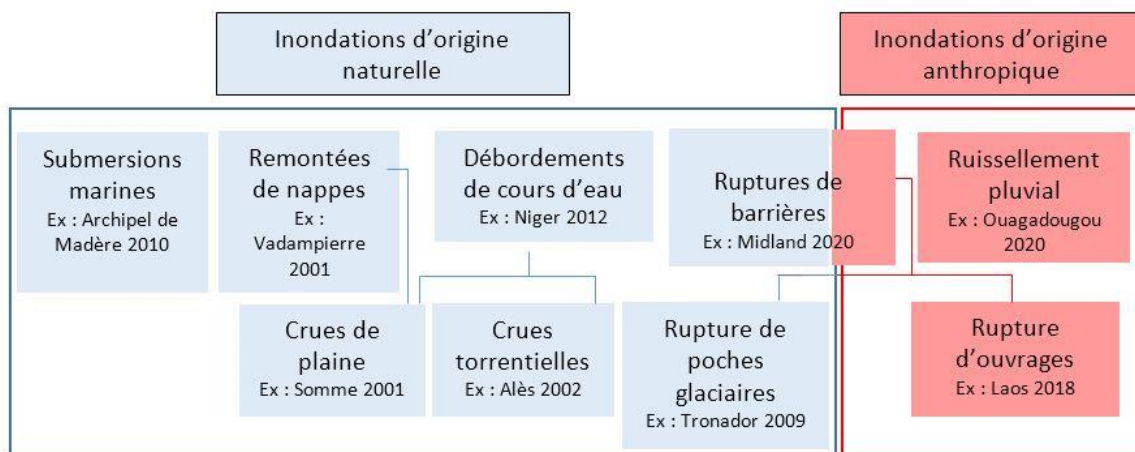 Inondations d'origine
naturelle
Inondations d'origine
anthropique
Submersions
marines
Ex : Archipel de
Madère 2010
Remontées
de nappes
Ex :
Vadampierre
2001
Débordements
de cours d'eau
Ex : Niger 2012
Ruptures de
barrières
Ex : Midland 2020
Ruissellement
pluvial
Ex : Ouagadougou
2020
Crues de
plaine
Ex : Somme 2001
Crues
torrentielles
Ex : Alès 2002
Rupture de
poches
glaciaires
Ex : Tronador 2009
Rupture
d'ouvrages
Ex : Laos 2018